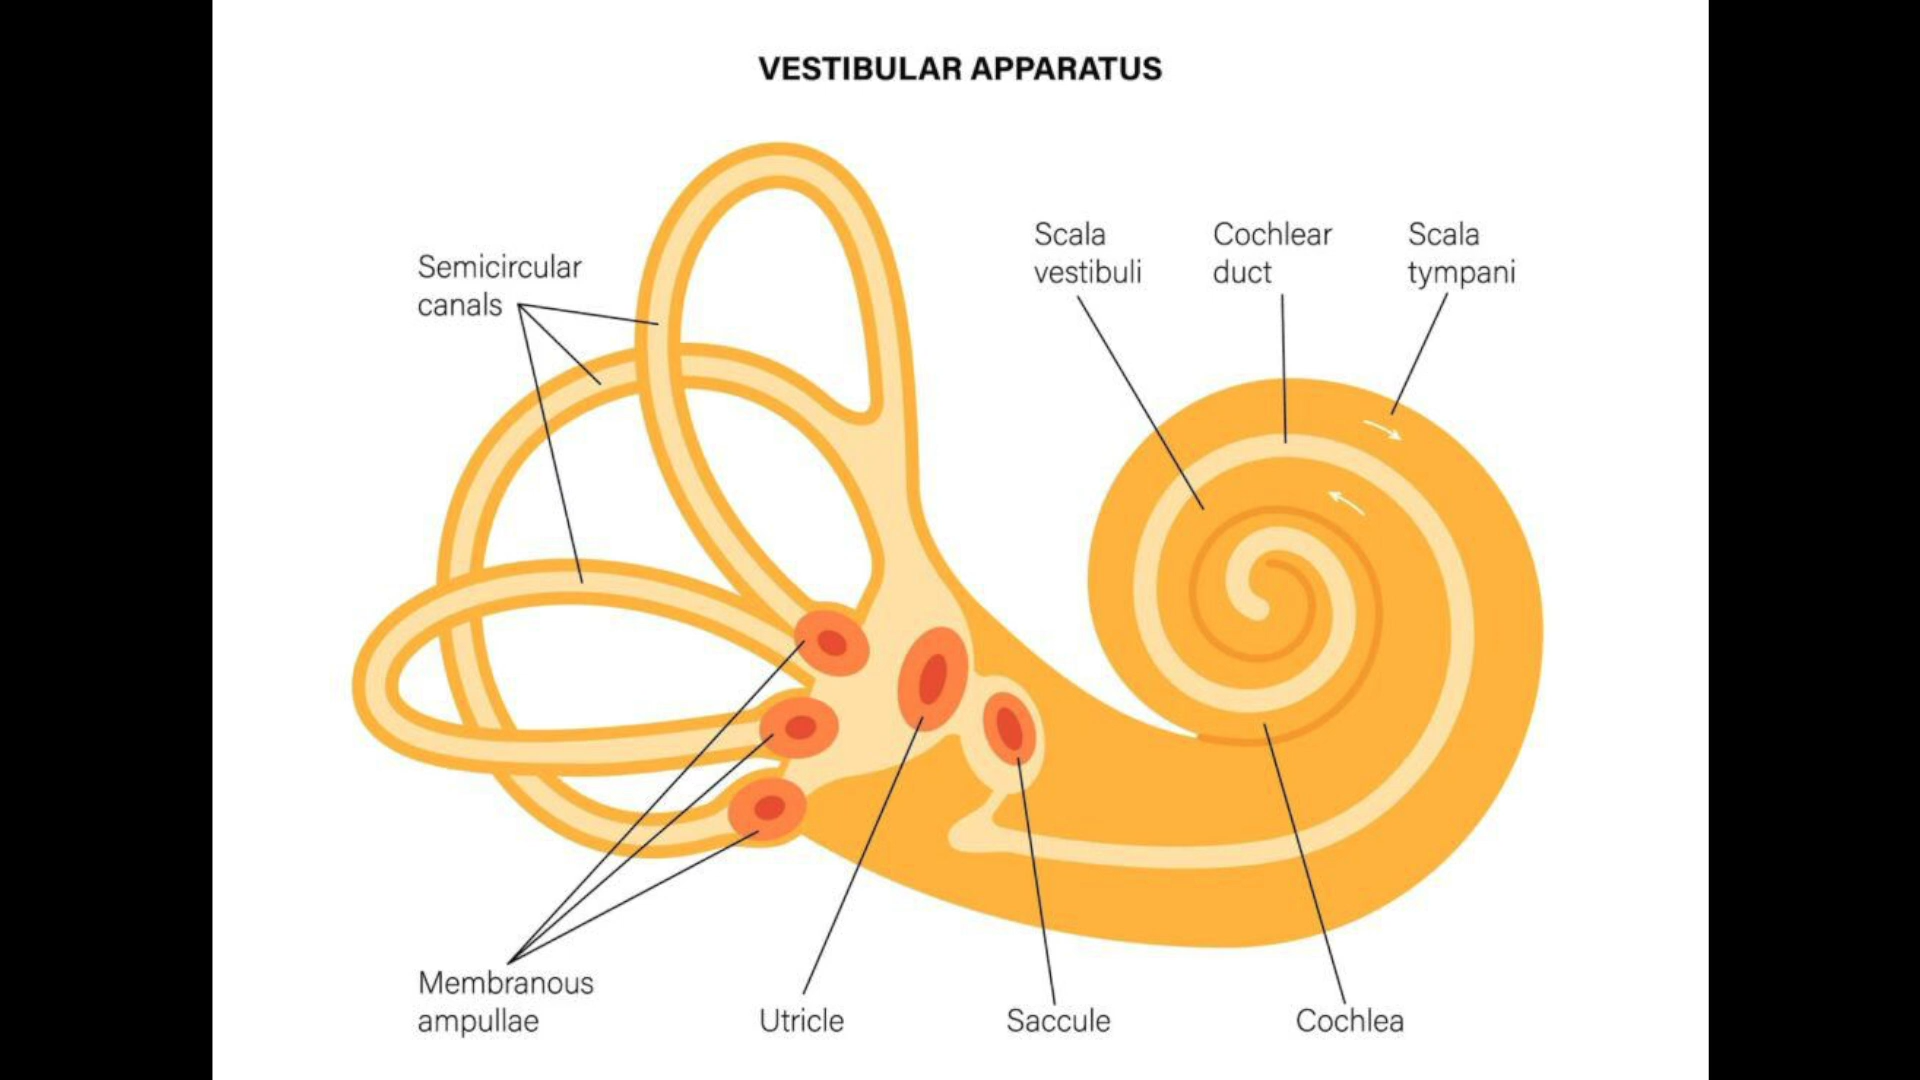 VESTIBULAR APPARATUS
Semicircular
canals
Scala
vestibuli
Cochlear
duct
Scala
tympani
Membranous
ampullae
Utricle
Saccule
Cochlea